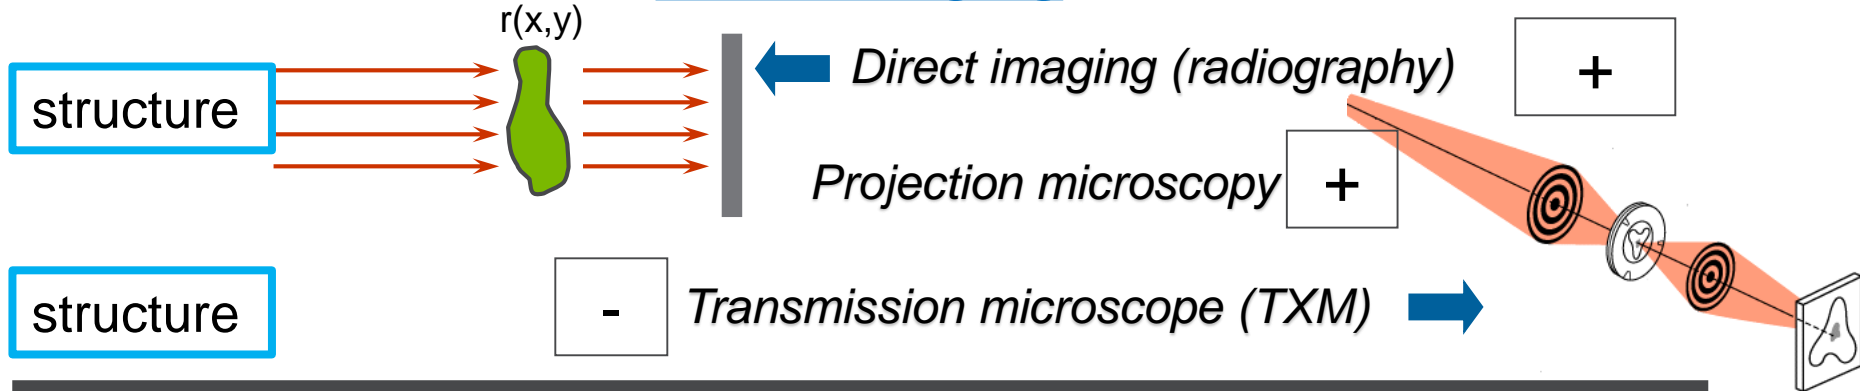 r(x,y)
structure
Direct imaging (radiography)
+
Projection microscopy
+
structure
-
Transmission microscope (TXM)